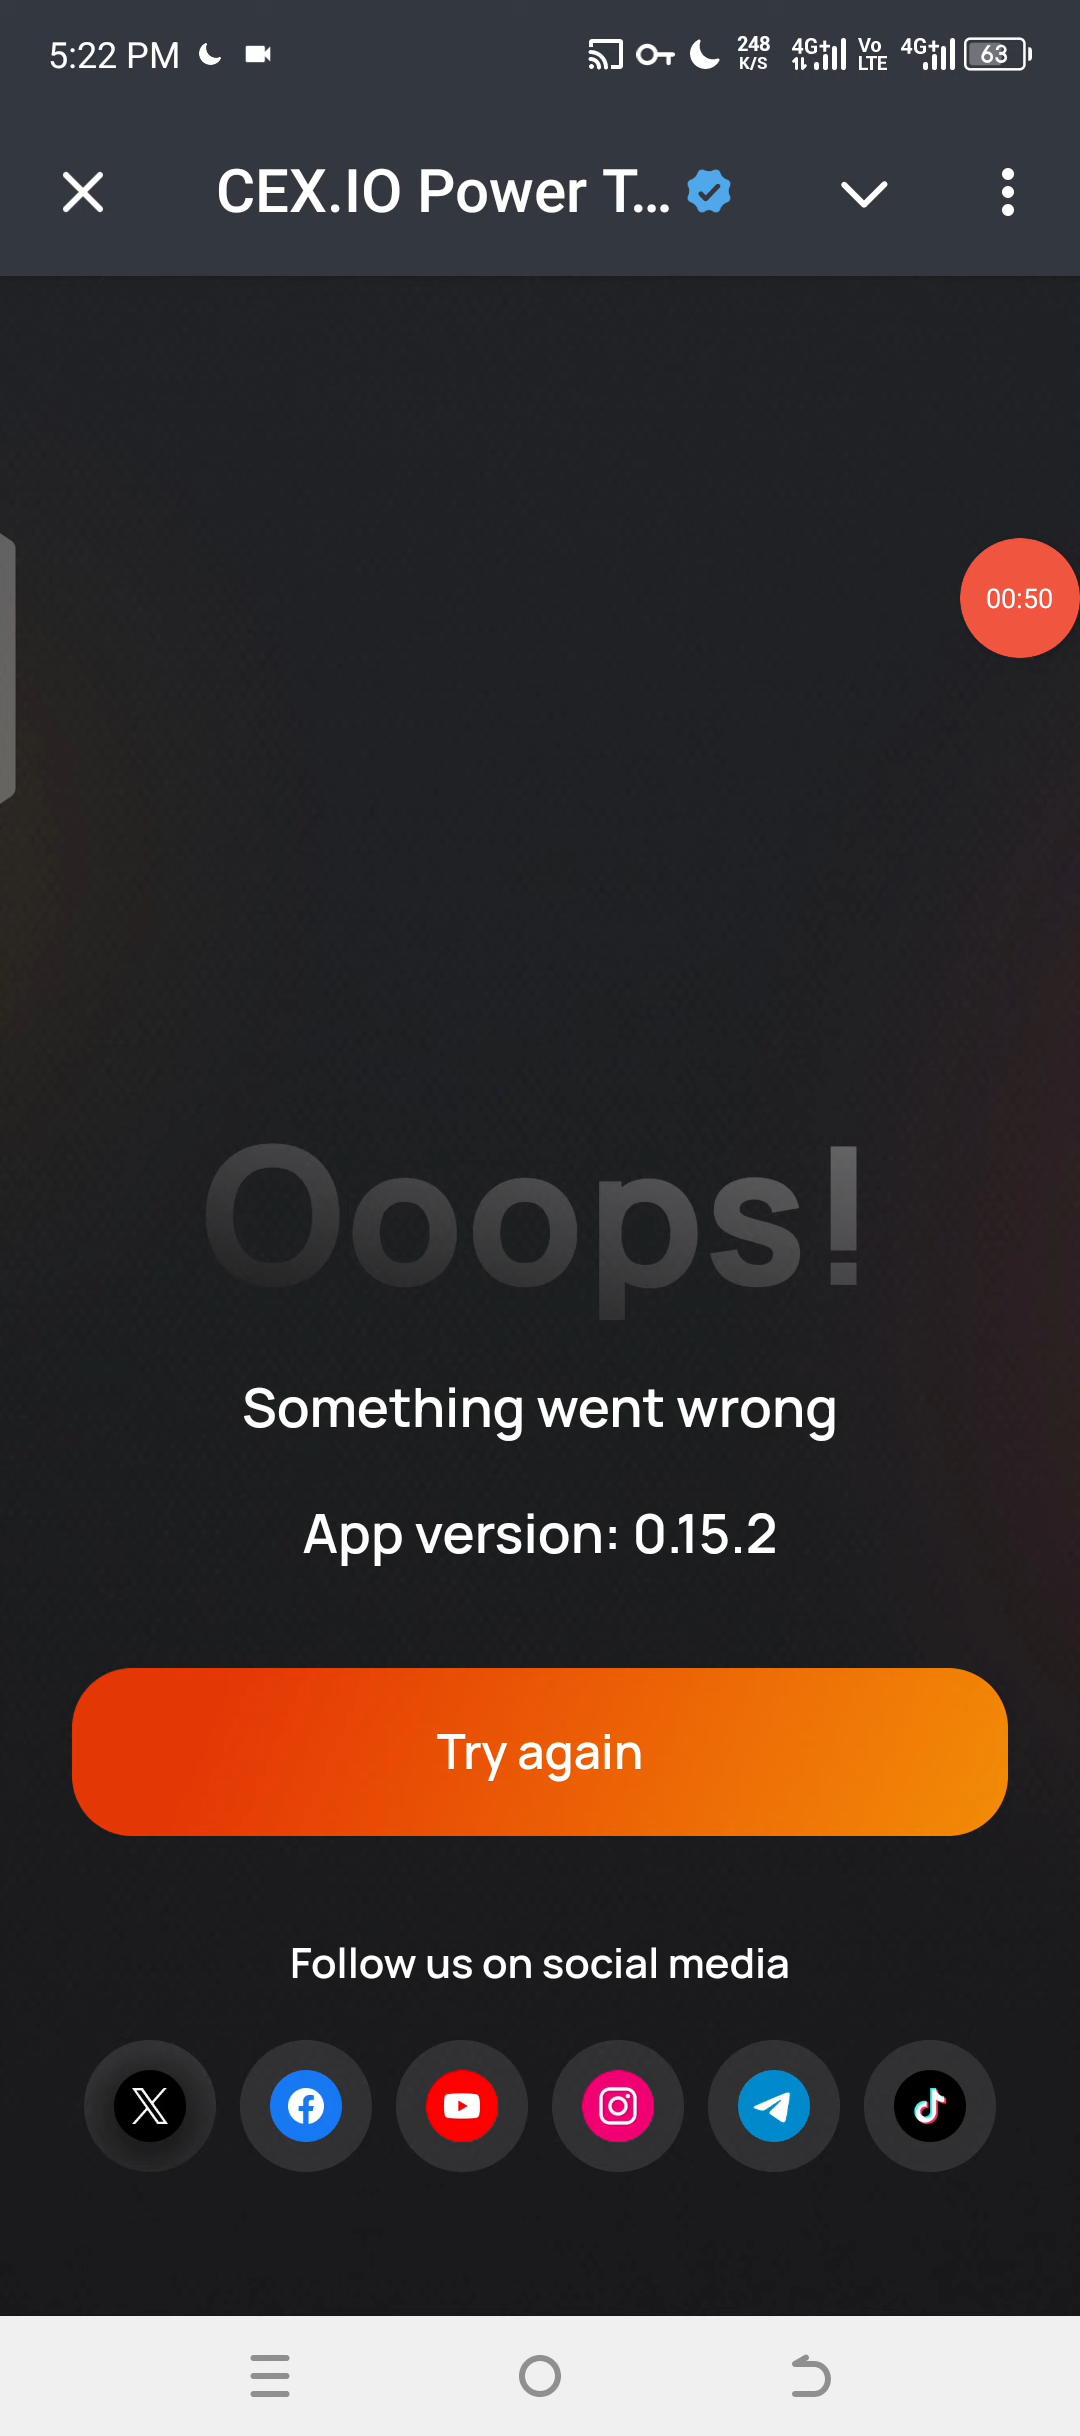 5:22 PM
248
K/S
4G+
Vo
LTE
4G+
63
CEX.IO Power T...
00:50
Ooops!
Something went wrong
App version: 0.15.2
Try again
Follow us on social media